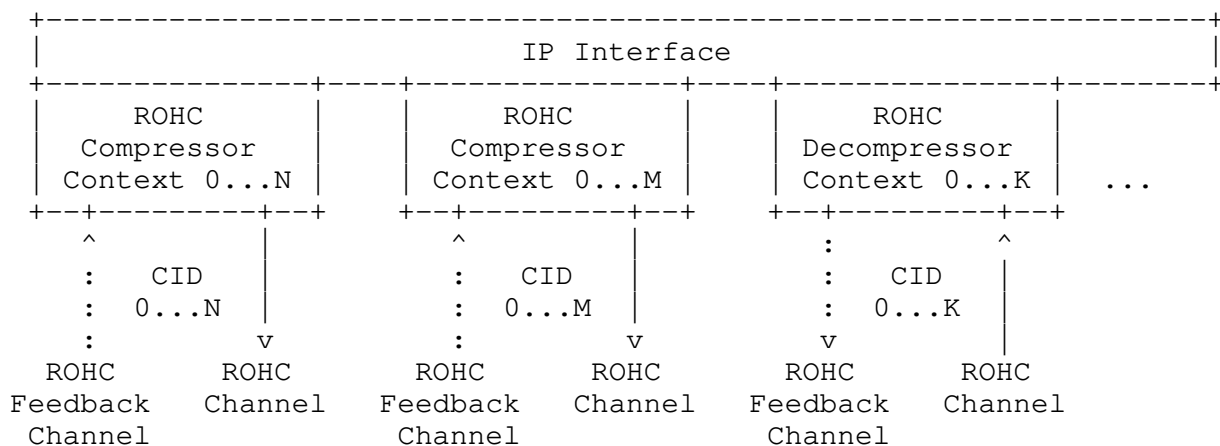 +---------------------------------------------------------------+
|                          IP Interface                         |
+---------------+----+---------------+----+---------------+--------+
|     ROHC      |    |     ROHC      |    |     ROHC      |
|  Compressor   |    |  Compressor   |    | Decompressor  |
| Context 0...N |    | Context 0...M |    | Context 0...K |  ...
+--+---------+--+    +--+---------+--+    +--+---------+--+
   ^         |          ^         |          :         ^
   :   CID   |          :   CID   |          :   CID   |
   :  0...N  |          :  0...M  |          :  0...K  |
   :         v          :         v          v         |
  ROHC      ROHC       ROHC      ROHC       ROHC      ROHC
Feedback   Channel   Feedback   Channel   Feedback   Channel
 Channel              Channel              Channel